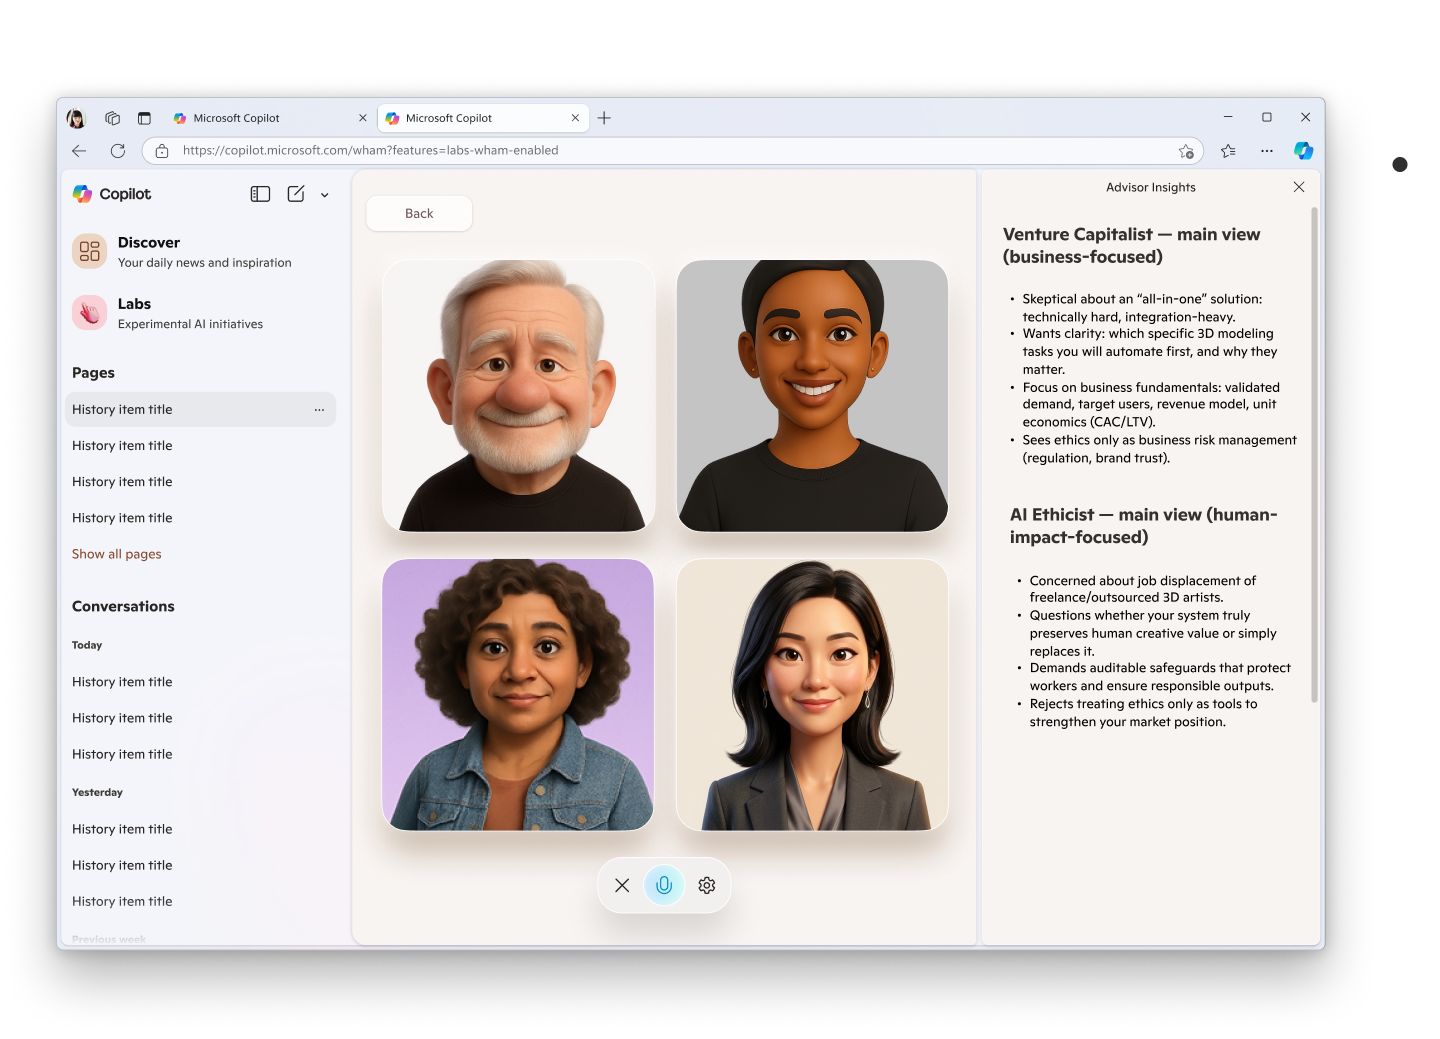 Microsoft Copilot
Microsoft Copilot
https://copilot.microsoft.com/wham?features=labs-wham-enabled
Copilot
Discover
Your daily news and inspiration
Labs
Experimental AI initiatives
Pages
History item title
History item title
History item title
History item title
Show all pages
Conversations
Today
History item title
History item title
History item title
Yesterday
History item title
History item title
History item title
Previous week
Back
Advisor Insights
Venture Capitalist — main view
(business-focused)
• Skeptical about an “all-in-one” solution:
technically hard, integration-heavy.
• Wants clarity: which specific 3D modeling
tasks you will automate first, and why they
matter.
• Focus on business fundamentals: validated
demand, target users, revenue model, unit
economics (CAC/LTV).
• Sees ethics only as business risk management
(regulation, brand trust).
AI Ethicist — main view (human-
impact-focused)
• Concerned about job displacement of
freelance/outsourced 3D artists.
• Questions whether your system truly
preserves human creative value or simply
replaces it.
• Demands auditable safeguards that protect
workers and ensure responsible outputs.
• Rejects treating ethics only as tools to
strengthen your market position.